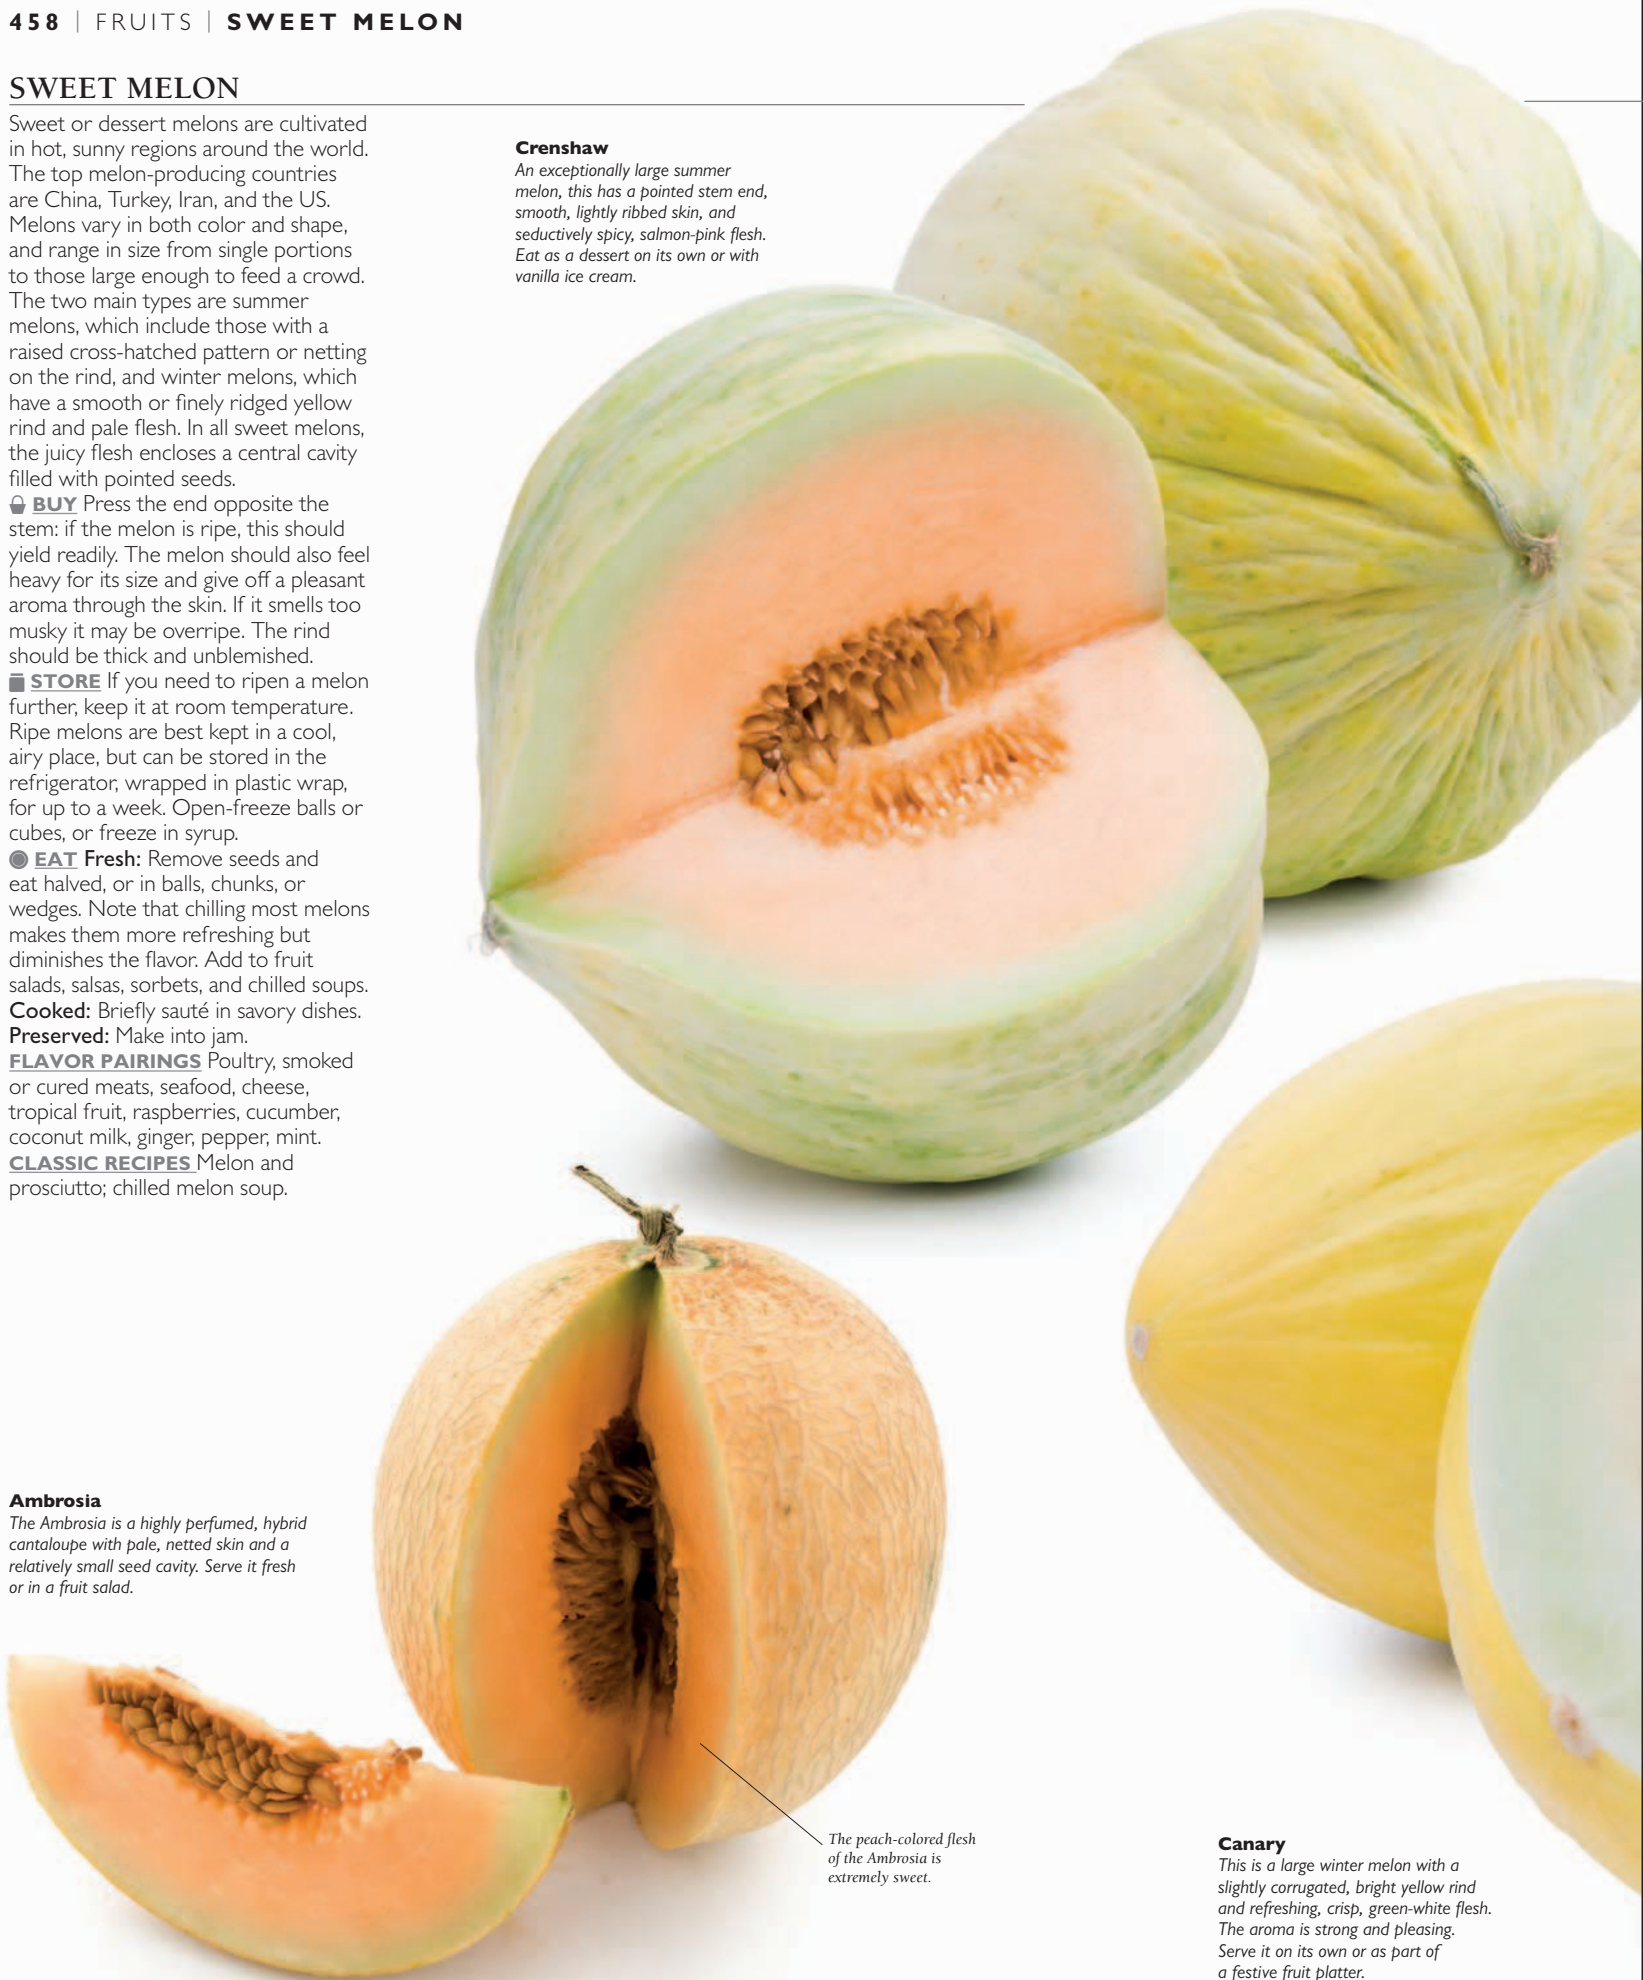 458 | FRUITS | SWEET MELON
SWEET MELON
Sweet or dessert melons are cultivated
in hot, sunny regions around the world.
The top melon-producing countries
are China, Turkey, Iran, and the US.
Melons vary in both color and shape,
and range in size from single portions
to those large enough to feed a crowd.
The two main types are summer
melons, which include those with a
raised cross-hatched pattern or netting
on the rind, and winter melons, which
have a smooth or finely ridged yellow
rind and pale flesh. In all sweet melons,
the juicy flesh encloses a central cavity
filled with pointed seeds.
BUY Press the end opposite the
stem: if the melon is ripe, this should
yield readily. The melon should also feel
heavy for its size and give off a pleasant
aroma through the skin. If it smells too
musky it may be overripe. The rind
should be thick and unblemished.
STORE If you need to ripen a melon
further, keep it at room temperature.
Ripe melons are best kept in a cool,
airy place, but can be stored in the
refrigerator, wrapped in plastic wrap,
for up to a week. Open-freeze balls or
cubes, or freeze in syrup.
EAT Fresh: Remove seeds and
eat halved, or in balls, chunks, or
wedges. Note that chilling most melons
makes them more refreshing but
diminishes the flavor. Add to fruit
salads, salsas, sorbets, and chilled soups.
Cooked: Briefly sauté in savory dishes.
Preserved: Make into jam.
FLAVOR PAIRINGS Poultry, smoked
or cured meats, seafood, cheese,
tropical fruit, raspberries, cucumber,
coconut milk, ginger, pepper, mint.
CLASSIC RECIPES Melon and
prosciutto; chilled melon soup.
Crenshaw
An exceptionally large summer
melon, this has a pointed stem end,
smooth, lightly ribbed skin, and
seductively spicy, salmon-pink flesh.
Eat as a dessert on its own or with
vanilla ice cream.
Ambrosia
The Ambrosia is a highly perfumed, hybrid
cantaloupe with pale, netted skin and a
relatively small seed cavity. Serve it fresh
or in a fruit salad.
The peach-colored flesh
of the Ambrosia is
extremely sweet.
Canary
This is a large winter melon with a
slightly corrugated, bright yellow rind
and refreshing, crisp, green-white flesh.
The aroma is strong and pleasing.
Serve it on its own or as part of
a festive fruit platter.